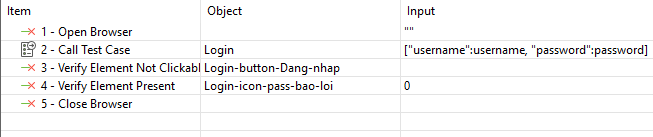 Item Object Input
1 - Open Browser ""
2 - Call Test Case Login ["username":username, "password":password]
3 - Verify Element Not Clickabl Login-button-Dang-nhap
4 - Verify Element Present Login-icon-pass-bao-loi 0
5 - Close Browser